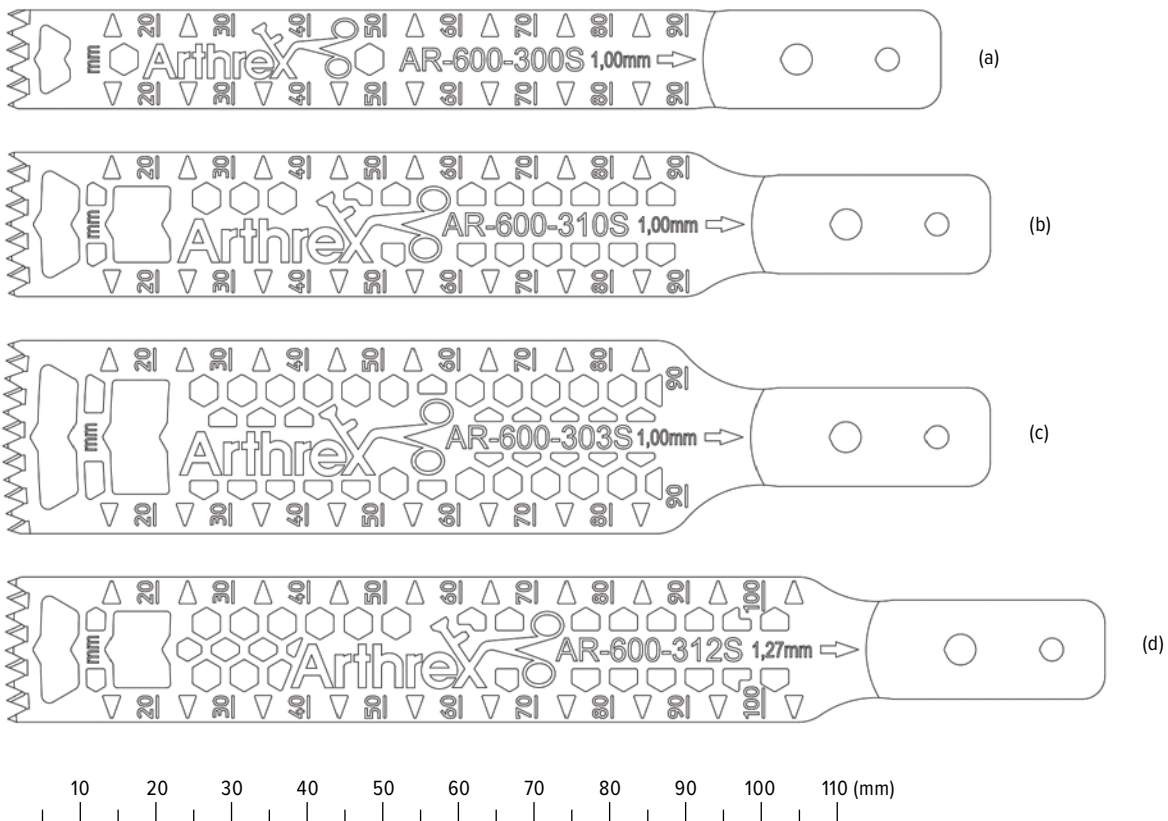 20 30 40 50 60 70 80 90
mm Arthrex AR-600-300S 1,00mm (a)
20 30 40 50 60 70 80 90
20 30 40 50 60 70 80 90
mm Arthrex AR-600-310S 1,00mm (b)
20 30 40 50 60 70 80 90
20 30 40 50 60 70 80 90
mm Arthrex AR-600-303S 1,00mm (c)
20 30 40 50 60 70 80 90
20 30 40 50 60 70 80 90 100
mm Arthrex AR-600-312S 1,27mm (d)
20 30 40 50 60 70 80 90 100
10 20 30 40 50 60 70 80 90 100 110 (mm)